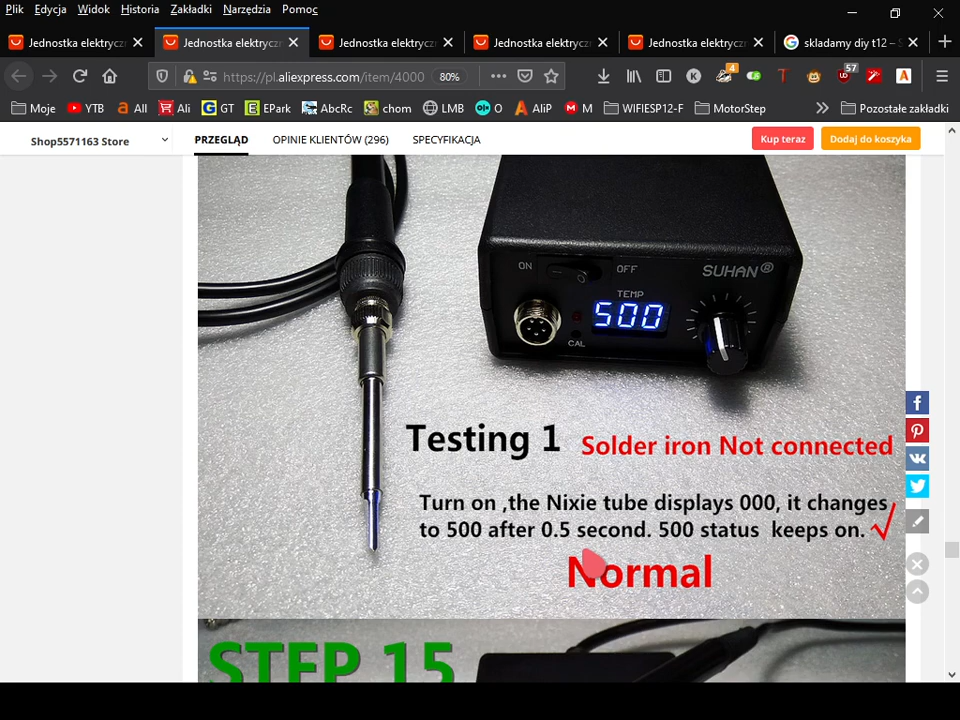 Plik Edycja Widok Historia Zakładki Narzędzia Pomoc
Jednostka elektrycz Jednostka elektrycz Jednostka elektrycz Jednostka elektrycz Jednostka elektrycz skladamy diy t12 – S
https://pl.aliexpress.com/item/4000 80% 4 57
Moje YTB All Ali GT EPark AbcRc chom LMB O AliP M WIFIESP12-F MotorStep Pozostałe zakładki
Shop5571163 Store PRZEGLĄD OPINIE KLIENTÓW (296) SPECYFIKACJA Kup teraz Dodaj do koszyka
ON OFF SUHAN®
TEMP
500
CAL
Testing 1 Solder iron Not connected
Turn on ,the Nixie tube displays 000, it changes
to 500 after 0.5 second. 500 status keeps on.
Normal
STEP 15